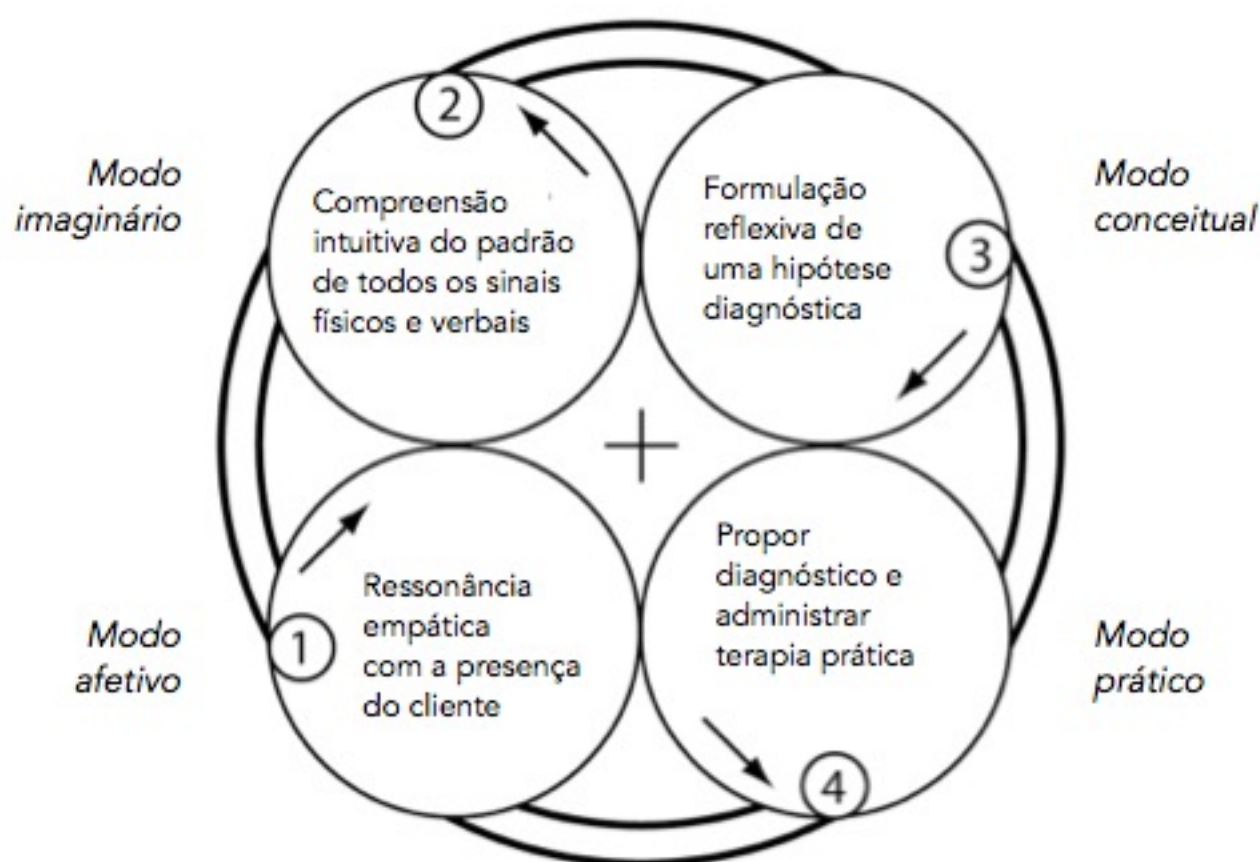 Modo
imaginário
2
Compreensão
intuitiva do padrão
de todos os sinais
físicos e verbais
Formulação
reflexiva de
uma hipótese
diagnóstica
3
Modo
conceitual
Modo
afetivo
1
Ressonância
empática
com a presença
do cliente
Propor
diagnóstico e
administrar
terapia prática
4
Modo
prático